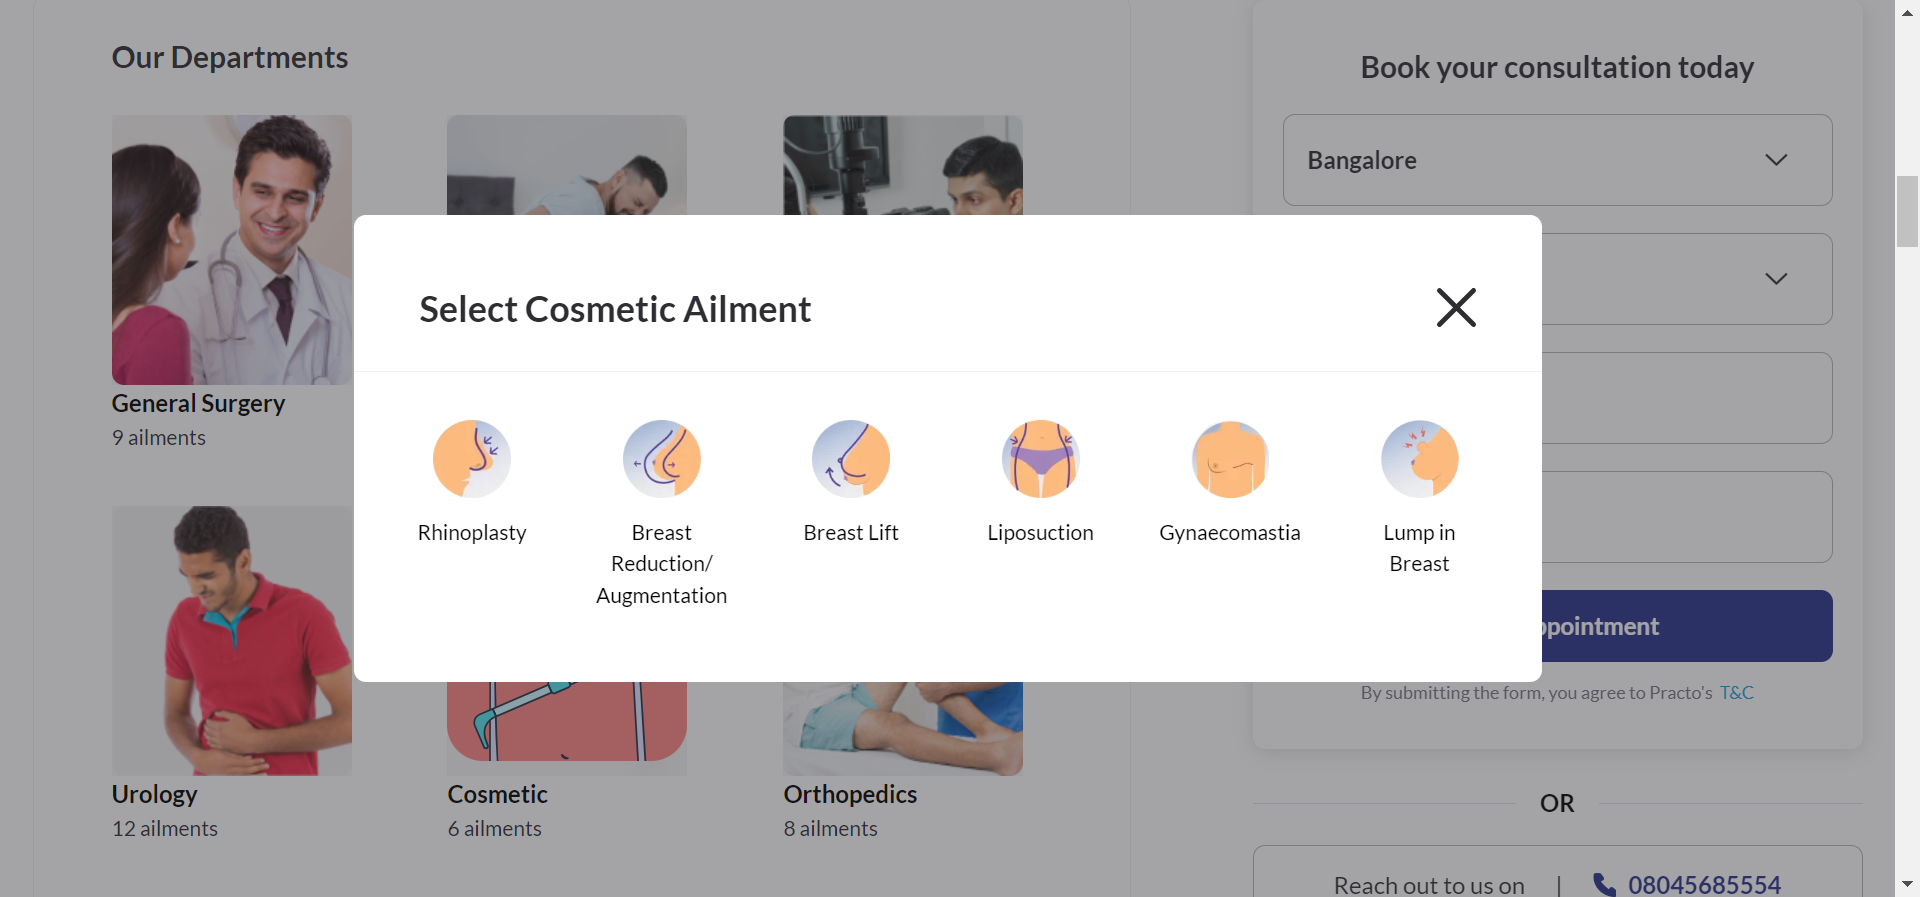 Our Departments
Book your consultation today
Bangalore
General Surgery
9 ailments
Select Cosmetic Ailment
Rhinoplasty
Breast
Reduction/
Augmentation
Breast Lift
Liposuction
Gynaecomastia
Lump in
Breast
By submitting the form, you agree to Practo's T&C
Urology
12 ailments
Cosmetic
6 ailments
Orthopedics
8 ailments
OR
Reach out to us on | 08045685554